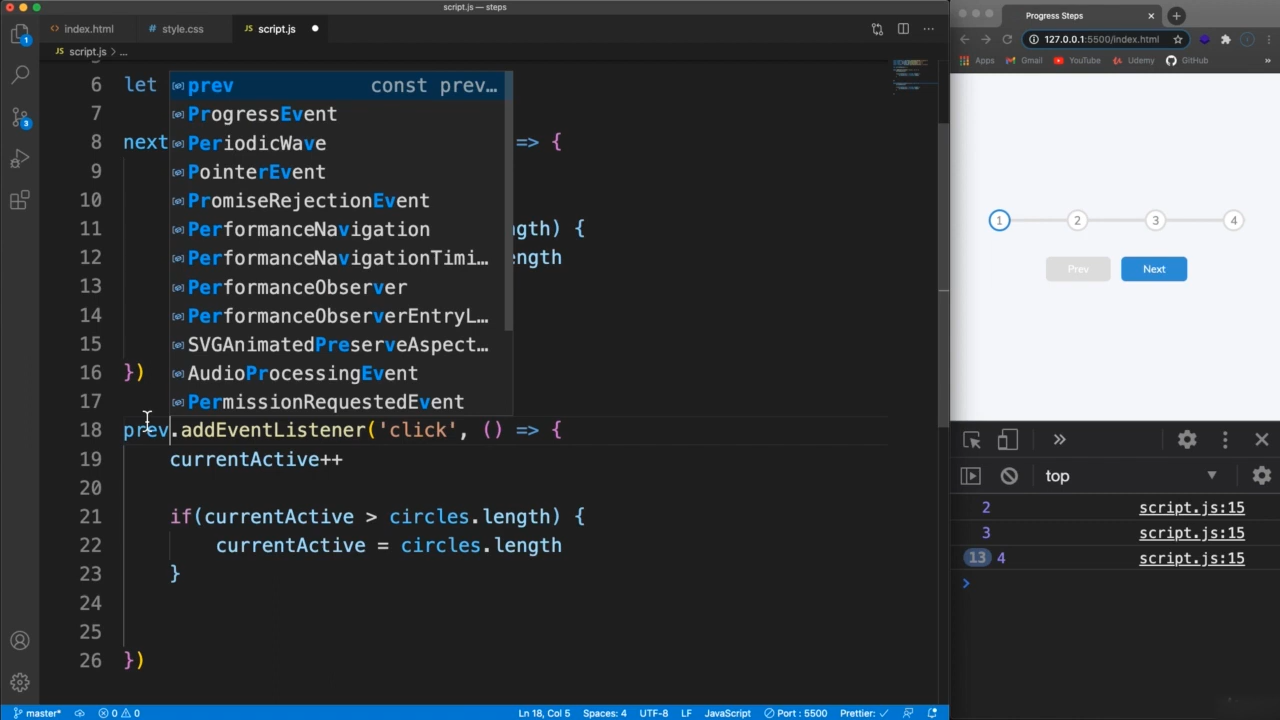 script.js — steps
index.html
style.css
JS script.js
JS script.js > ...
6 let
7
8 next => {
9
10
11 gth) {
12 ength
13
14
15
16 })
17
18 prev.addEventListener('click', () => {
19 currentActive++
20
21 if(currentActive > circles.length) {
22 currentActive = circles.length
23 }
24
25
26 })
prev const prev…
ProgressEvent
PeriodicWave
PointerEvent
PromiseRejectionEvent
PerformanceNavigation
PerformanceNavigationTimi…
PerformanceObserver
PerformanceObserverEntryL…
SVGAnimatedPreserveAspect…
AudioProcessingEvent
PermissionRequestedEvent
1
3
master*
0 0
Ln 18, Col 5
Spaces: 4
UTF-8
LF
JavaScript
Port : 5500
Prettier: ✓
Progress Steps
127.0.0.1:5500/index.html
Apps
Gmail
YouTube
Udemy
GitHub
»
1 2 3 4
Prev Next
top
2 script.js:15
3 script.js:15
13 4 script.js:15
>